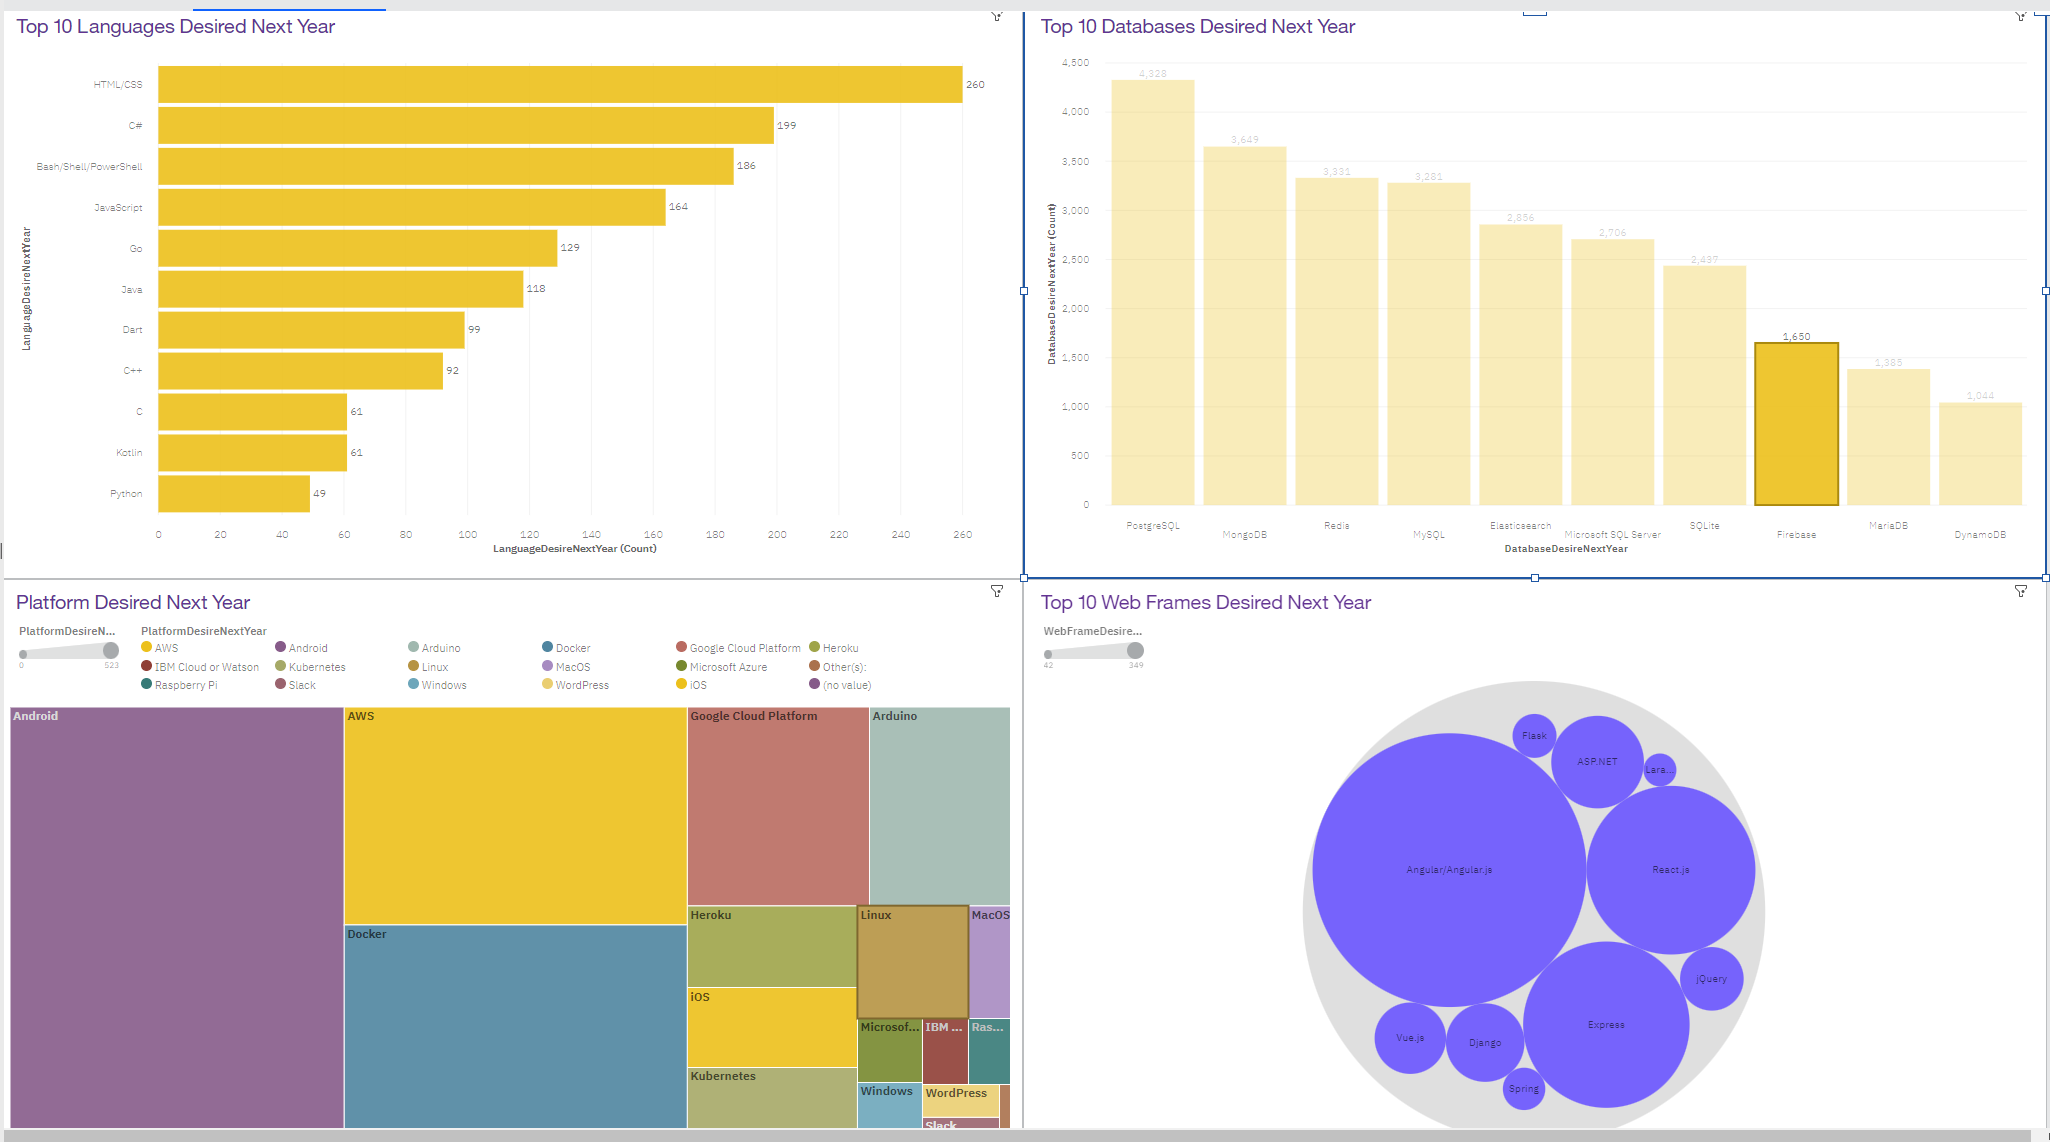 Top 10 Languages Desired Next Year
LanguageDesireNextYear
HTML/CSS
260
C#
199
Bash/Shell/PowerShell
186
JavaScript
164
Go
129
Java
118
Dart
99
C++
92
C
61
Kotlin
61
Python
49
0 20 40 60 80 100 120 140 160 180 200 220 240 260
LanguageDesireNextYear (Count)
Top 10 Databases Desired Next Year
DatabaseDesireNextYear (Count)
4,500
4,000
3,500
3,000
2,500
2,000
1,500
1,000
500
0
4,328
3,649
3,331
3,281
2,856
2,706
2,437
1,650
1,385
1,044
PostgreSQL MongoDB Redis MySQL Elasticsearch Microsoft SQL Server SQLite Firebase MariaDB DynamoDB
DatabaseDesireNextYear
Platform Desired Next Year
PlatformDesireN...
0 523
PlatformDesireNextYear
AWS Android Arduino Docker Google Cloud Platform Heroku
IBM Cloud or Watson Kubernetes Linux MacOS Microsoft Azure Other(s):
Raspberry Pi Slack Windows WordPress iOS (no value)
Android
AWS
Google Cloud Platform
Arduino
Docker
Heroku
Linux
MacOS
iOS
Microsof...
IBM ...
Ras...
Kubernetes
Windows
WordPress
Slack
Top 10 Web Frames Desired Next Year
WebFrameDesire...
42 349
Flask
ASP.NET
Lara...
Angular/Angular.js
React.js
jQuery
Express
Vue.js
Django
Spring